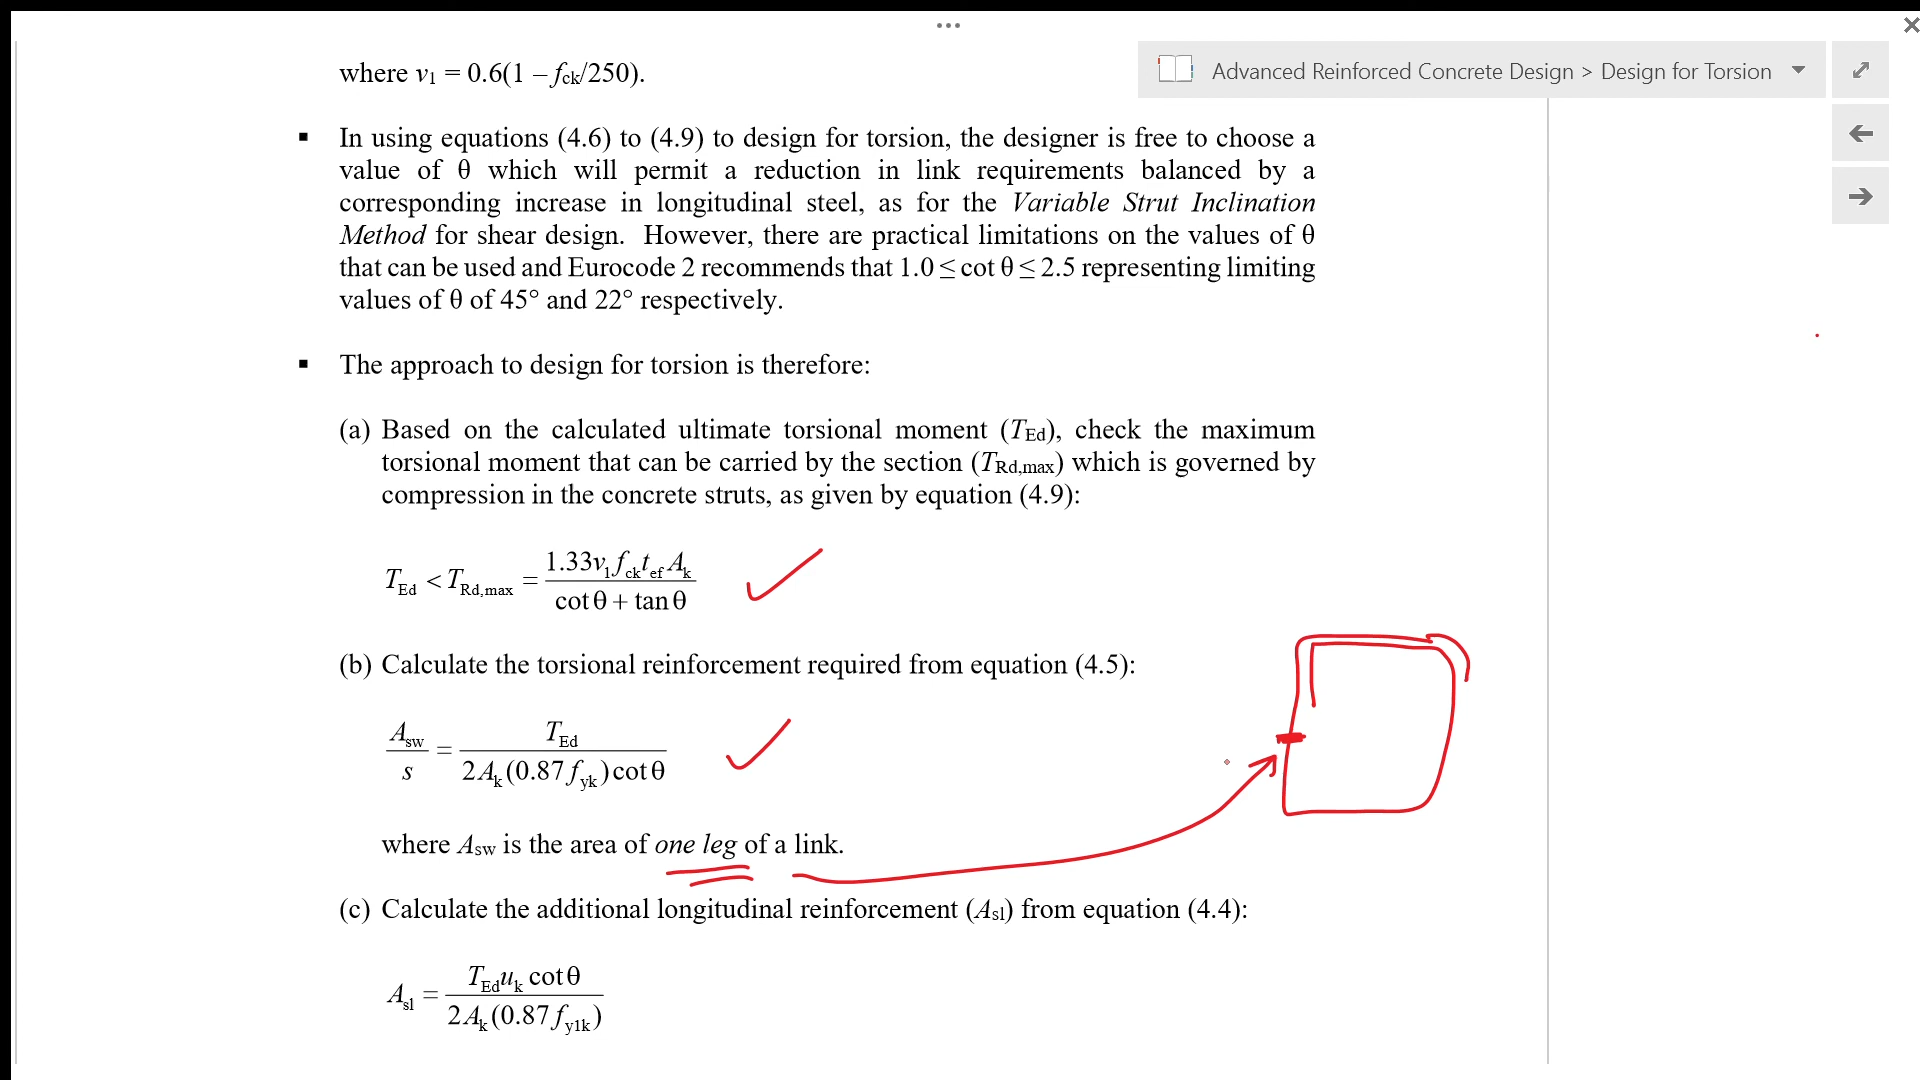 where v₁ = 0.6(1 – fck/250).
Advanced Reinforced Concrete Design > Design for Torsion
▪ In using equations (4.6) to (4.9) to design for torsion, the designer is free to choose a
value of θ which will permit a reduction in link requirements balanced by a
corresponding increase in longitudinal steel, as for the Variable Strut Inclination
Method for shear design. However, there are practical limitations on the values of θ
that can be used and Eurocode 2 recommends that 1.0 ≤ cot θ ≤ 2.5 representing limiting
values of θ of 45° and 22° respectively.
▪ The approach to design for torsion is therefore:
(a) Based on the calculated ultimate torsional moment (TEd), check the maximum
torsional moment that can be carried by the section (TRd,max) which is governed by
compression in the concrete struts, as given by equation (4.9):
TEd < TRd,max = 1.33v₁fcktefAk / cot θ + tan θ
(b) Calculate the torsional reinforcement required from equation (4.5):
Asw / s = TEd / 2Ak(0.87fyk)cot θ
where Asw is the area of one leg of a link.
(c) Calculate the additional longitudinal reinforcement (Asl) from equation (4.4):
Asl = TEduk cot θ / 2Ak(0.87fy1k)